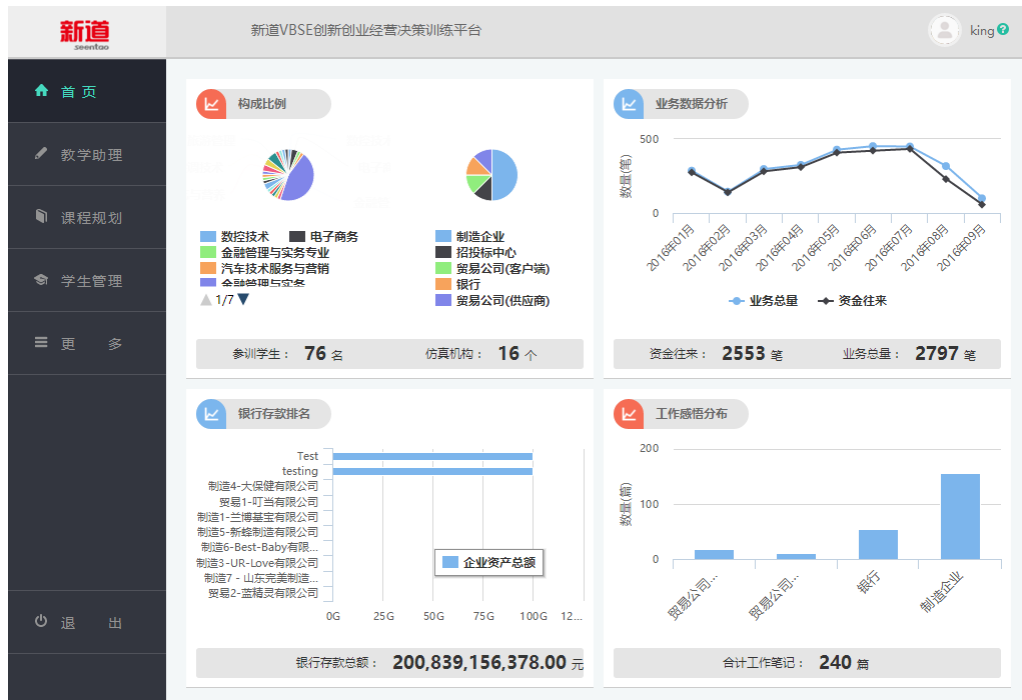 新道
seentao
新道VBSE创新创业经营决策训练平台
king
首 页
教学助理
课程规划
学生管理
更 多
退 出
构成比例
数控技术 电子商务
金融管理与实务专业
汽车技术服务与营销
金融管理与实务
1/7
制造企业
招投标中心
贸易公司(客户端)
银行
贸易公司(供应商)
参训学生： 76 名 仿真机构： 16 个
业务数据分析
500
数量(笔)
0
2016年01月
2016年02月
2016年03月
2016年04月
2016年05月
2016年06月
2016年07月
2016年08月
2016年09月
业务总量 资金往来
资金往来： 2553 笔 业务总量： 2797 笔
银行存款排名
Test
testing
制造4-大保健有限公司
贸易1-叮当有限公司
制造1-兰博基宝有限公司
制造5-新蜂制造有限公司
制造6-Best-Baby有限...
制造3-UR-Love有限公司
制造7 - 山东完美制造...
贸易2-蓝精灵有限公司
企业资产总额
0G 25G 50G 75G 100G 12...
银行存款总额： 200,839,156,378.00 元
工作感悟分布
200
数量(篇)
100
0
贸易公司...
贸易公司...
银行
制造企业
合计工作笔记： 240 篇